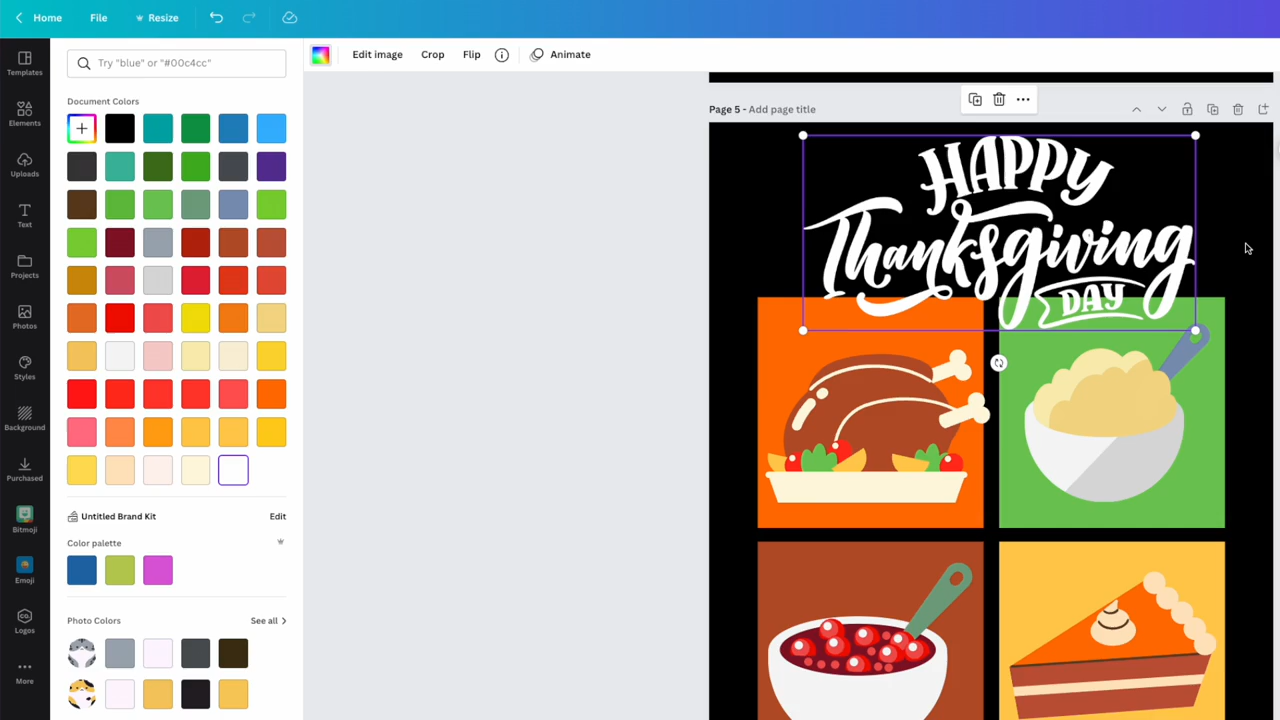 Home File Resize
Templates
Elements
Uploads
Text
Projects
Photos
Styles
Background
Purchased
Bitmoji
Emoji
CO.
Logos
More
Try "blue" or "#00c4cc"
Document Colors
Untitled Brand Kit Edit
Color palette
Photo Colors See all
Edit image Crop Flip Animate
Page 5 - Add page title
HAPPY
Thanksgiving
DAY